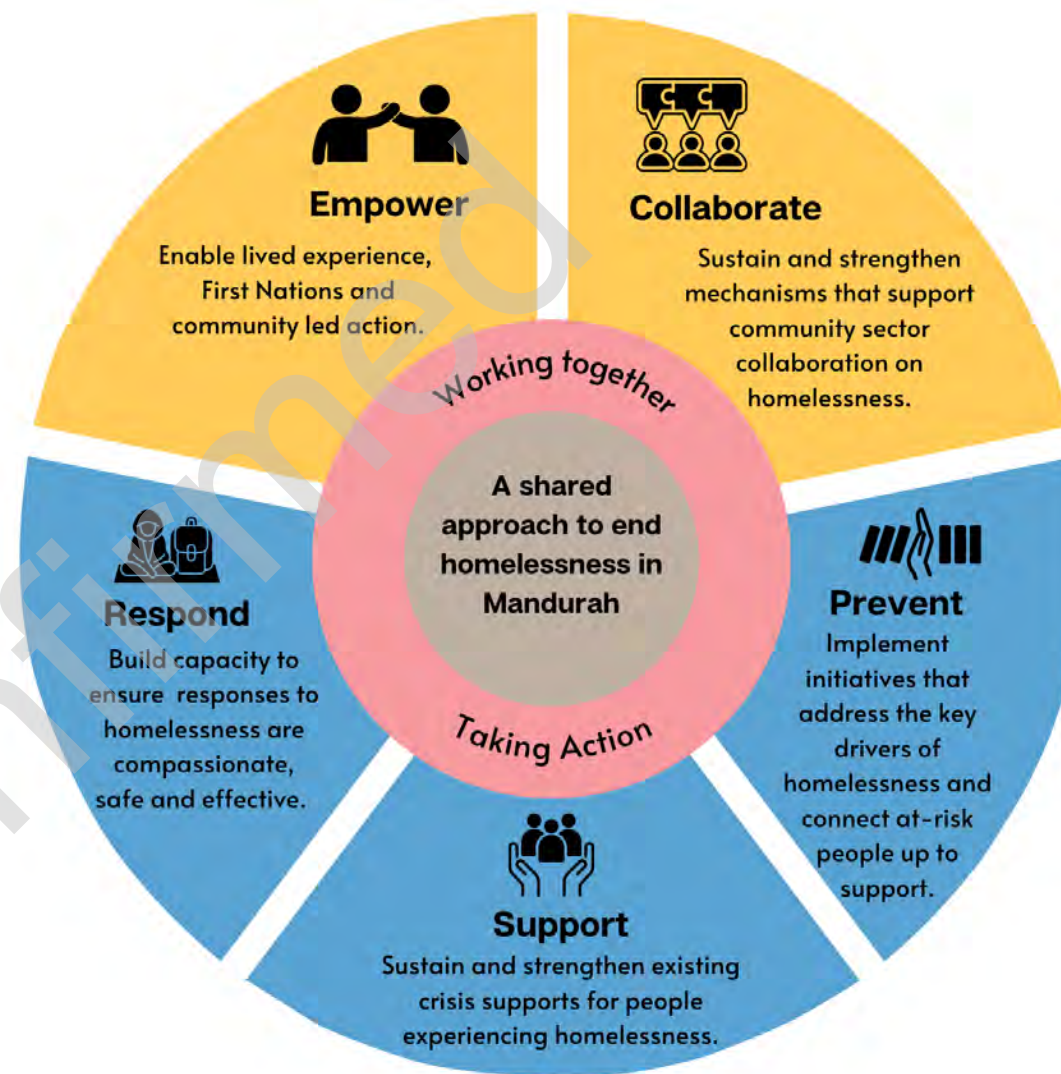 Empower
Enable lived experience,
First Nations and
community led action.
Collaborate
Sustain and strengthen
mechanisms that support
community sector
collaboration on
homelessness.
Working together
A shared
approach to end
homelessness in
Mandurah
Taking Action
Respond
Build capacity to
ensure responses to
homelessness are
compassionate,
safe and effective.
Prevent
Implement
initiatives that
address the key
drivers of
homelessness and
connect at-risk
people up to
support.
Support
Sustain and strengthen existing
crisis supports for people
experiencing homelessness.